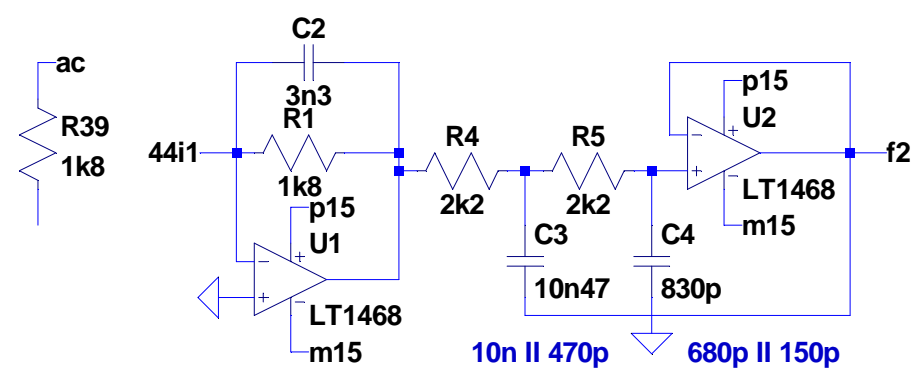 C2
3n3
ac
R39
1k8
44i1
R1
1k8
p15
U1
LT1468
m15
R4
2k2
R5
2k2
C3
10n47
C4
830p
p15
U2
LT1468
m15
f2
10n II 470p
680p II 150p